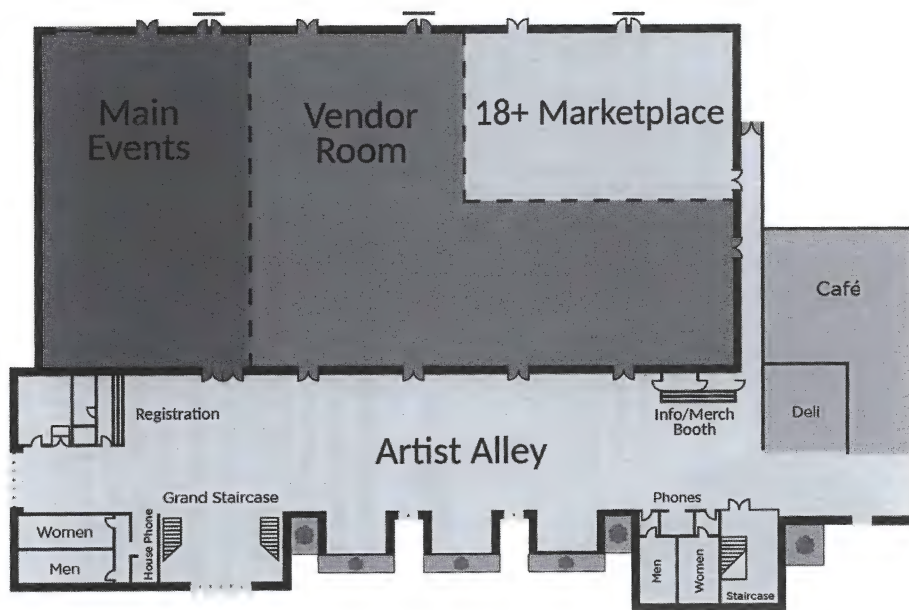 Main
Events
Vendor
Room
18+ Marketplace
Café
Registration
Info/Merch
Booth
Deli
Artist Alley
Grand Staircase
Phones
Women
Men
House Phone
Men
Women
Staircase